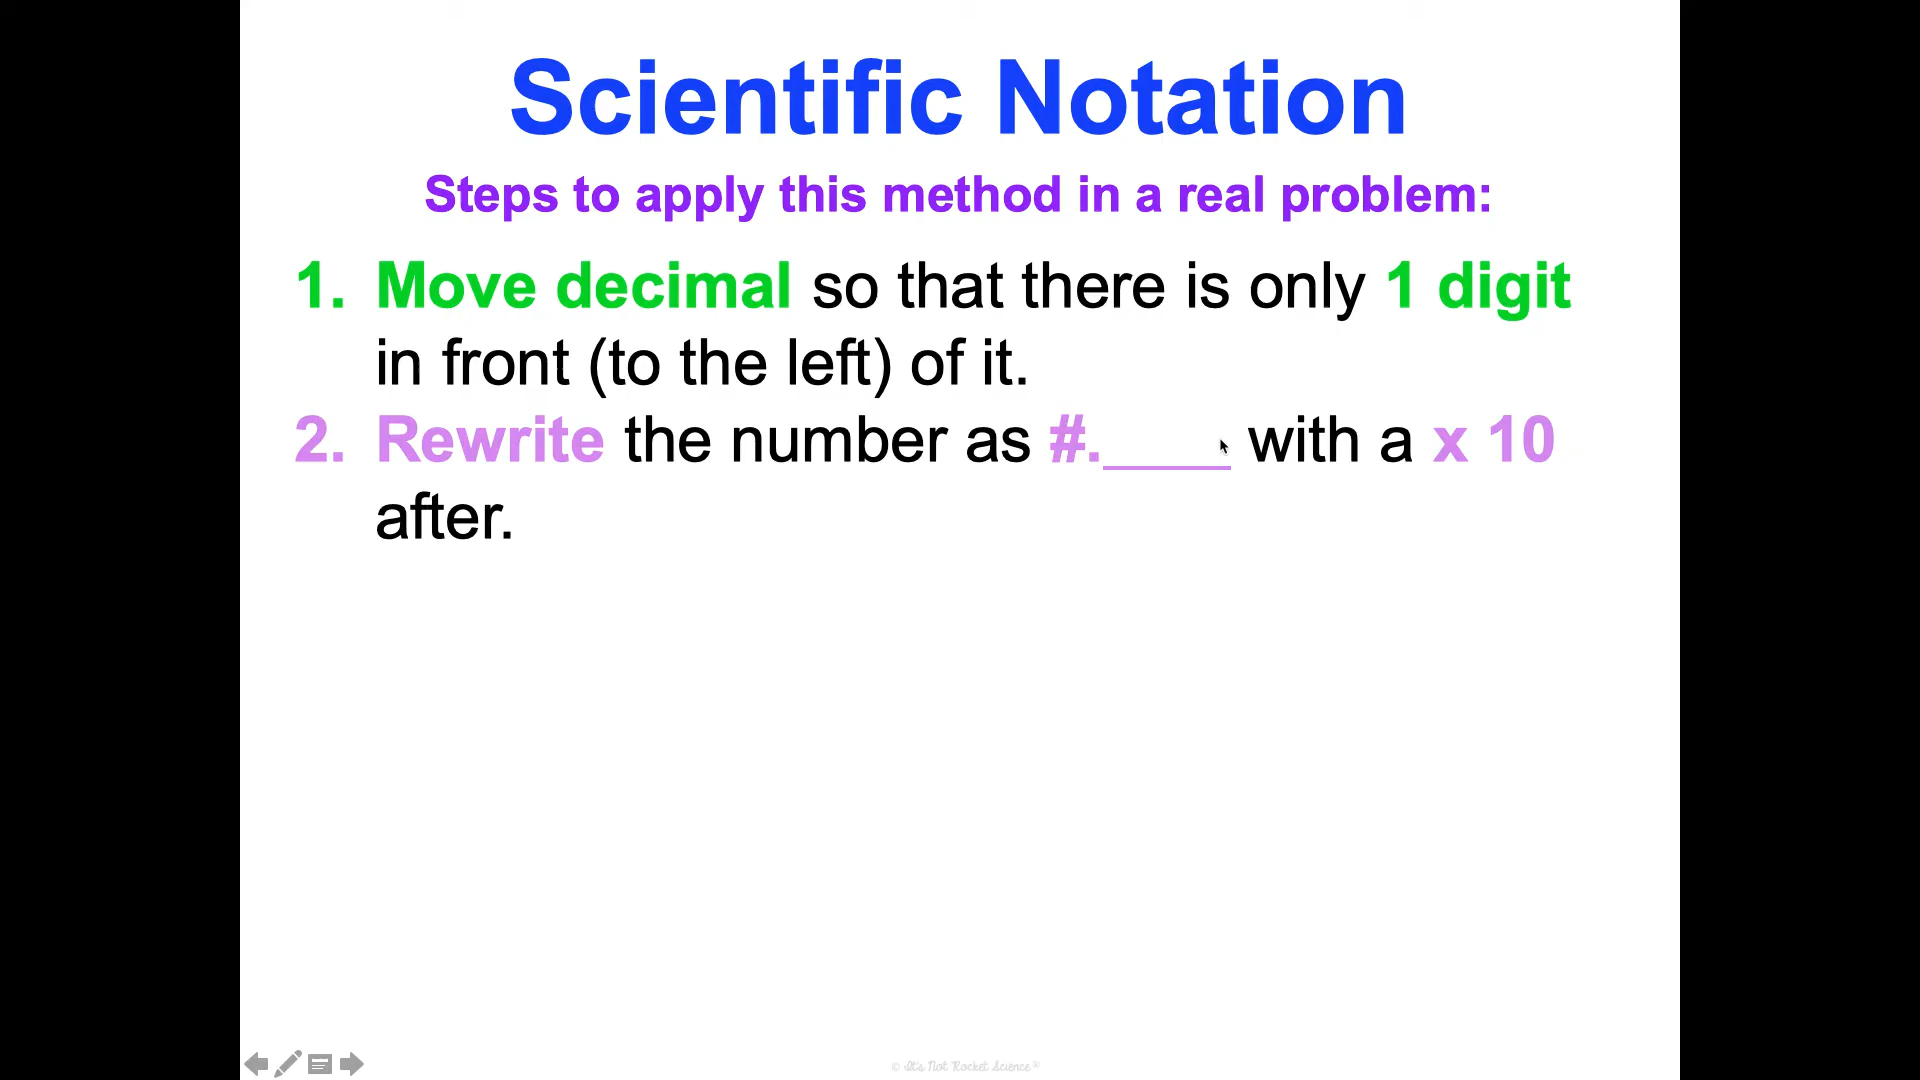 Scientific Notation
Steps to apply this method in a real problem:
1. Move decimal so that there is only 1 digit
in front (to the left) of it.
2. Rewrite the number as #.____ with a x 10
after.
© It's Not Rocket Science®